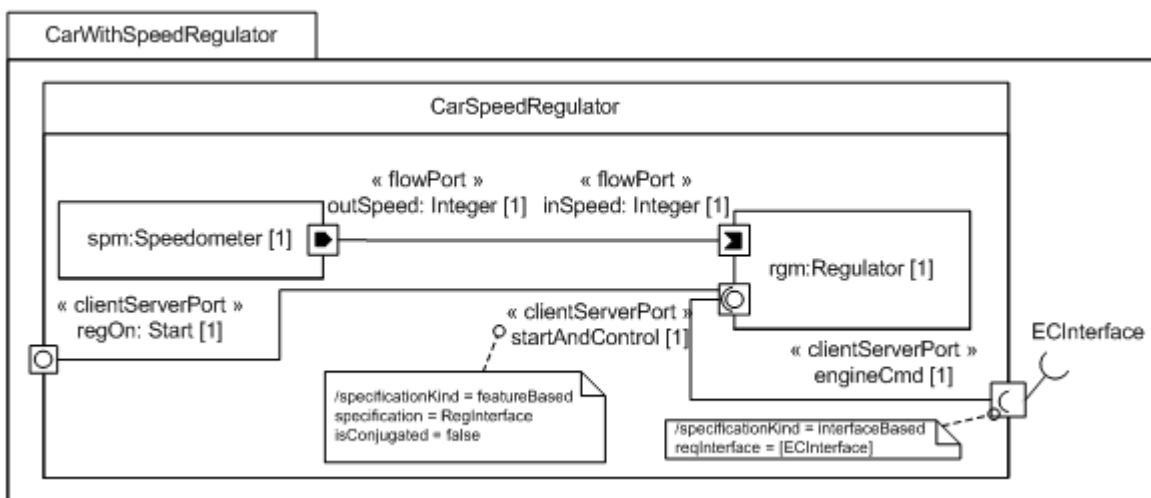 CarWithSpeedRegulator
CarSpeedRegulator
« flowPort »
outSpeed: Integer [1]
« flowPort »
inSpeed: Integer [1]
spm:Speedometer [1]
rgm:Regulator [1]
« clientServerPort »
regOn: Start [1]
« clientServerPort »
startAndControl [1]
ECInterface
« clientServerPort »
engineCmd [1]
/specificationKind = featureBased
specification = RegInterface
isConjugated = false
/specificationKind = interfaceBased
reqInterface = [ECInterface]